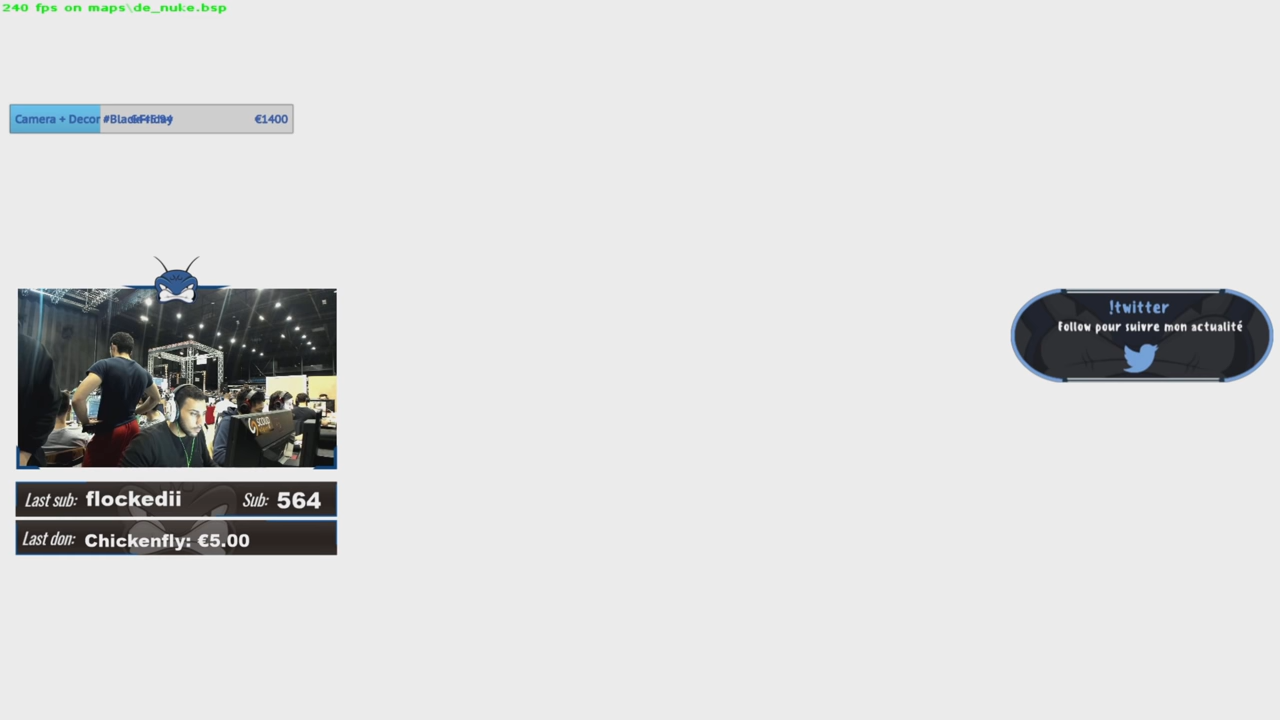 240 fps on maps\de_nuke.bsp
Camera + Decor #BlackFriday
€1400
!twitter
Follow pour suivre mon actualité
Last sub: flockedii Sub: 564
Last don: Chickenfly: €5.00